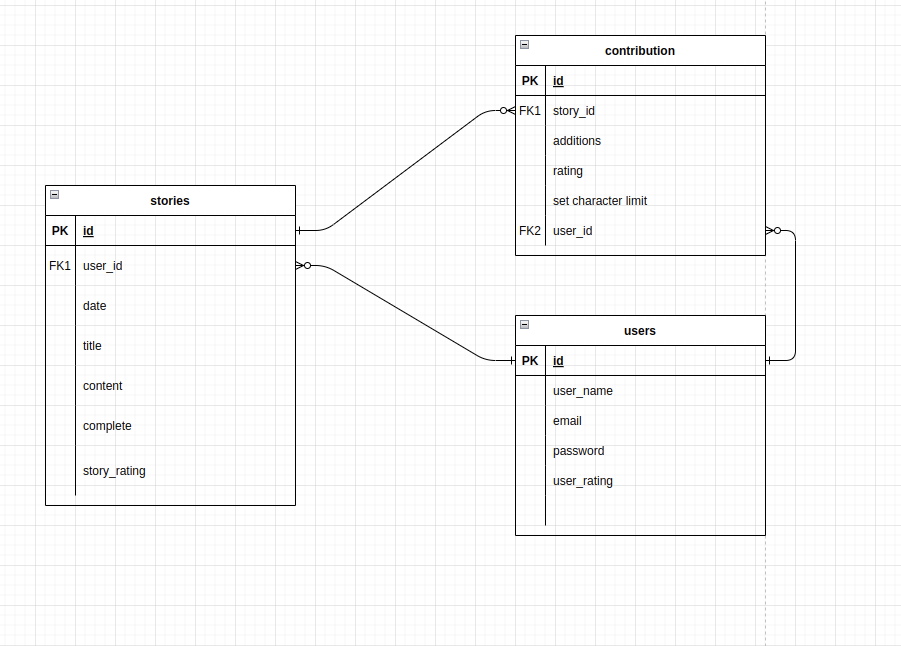 contribution
PK id
FK1 story_id
additions
rating
set character limit
FK2 user_id
stories
PK id
FK1 user_id
date
title
content
complete
story_rating
users
PK id
user_name
email
password
user_rating